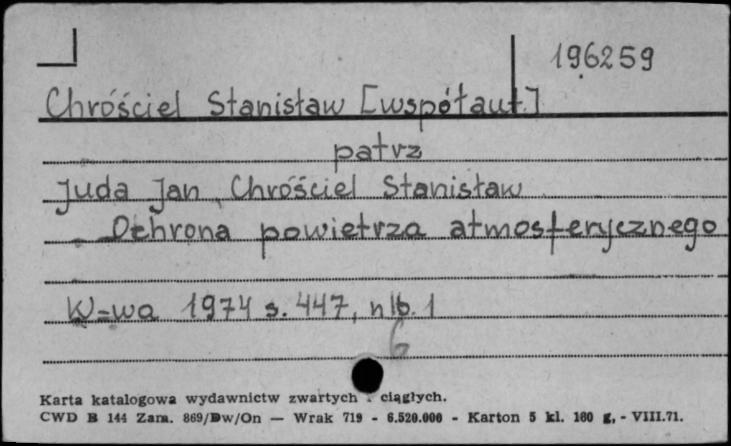 196259
Chróściel Stanisław [współaut.]
patrz
Juda Jan, Chróściel Stanisław
Ochrona powietrza atmosferycznego
W-wa 1974 s. 447, nlb. 1
6
Karta katalogowa wydawnictw zwartych i ciągłych.
CWD B 144 Zam. 869/Dw/On — Wrak 719 - 6.520.000 - Karton 5 kl. 180 g, - VIII.71.